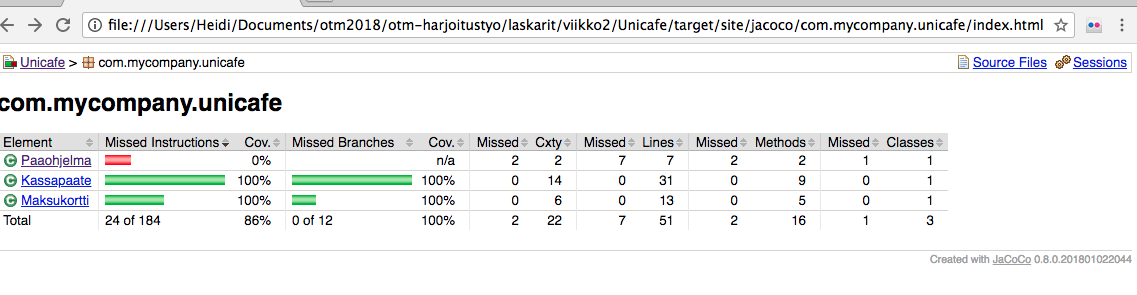 file:///Users/Heidi/Documents/otm2018/otm-harjoitustyo/laskarit/viikko2/Unicafe/target/site/jacoco/com.mycompany.unicafe/index.html
Unicafe > com.mycompany.unicafe Source Files Sessions
com.mycompany.unicafe
Element Missed Instructions Cov. Missed Branches Cov. Missed Cxty Missed Lines Missed Methods Missed Classes
C Paaohjelma 0% n/a 2 2 7 7 2 2 1 1
C Kassapaate 100% 100% 0 14 0 31 0 9 0 1
C Maksukortti 100% 100% 0 6 0 13 0 5 0 1
Total 24 of 184 86% 0 of 12 100% 2 22 7 51 2 16 1 3
Created with JaCoCo 0.8.0.201801022044